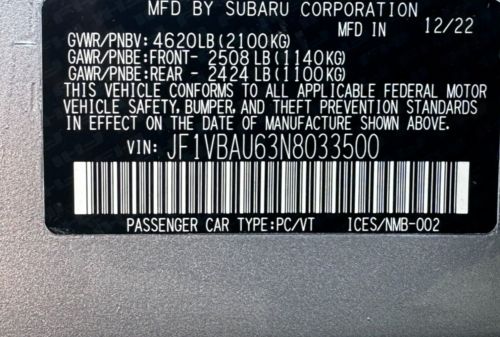 MFD BY SUBARU CORPORATION
MFD IN 12/22
GVWR/PNBV: 4620LB (2100KG)
GAWR/PNBE: FRONT- 2508 LB (1140KG)
GAWR/PNBE: REAR - 2424 LB (1100KG)
THIS VEHICLE CONFORMS TO ALL APPLICABLE FEDERAL MOTOR
VEHICLE SAFETY, BUMPER, AND THEFT PREVENTION STANDARDS
IN EFFECT ON THE DATE OF MANUFACTURE SHOWN ABOVE.
VIN: JF1VBAU63N8033500
PASSENGER CAR TYPE:PC/VT ICES/NMB-002